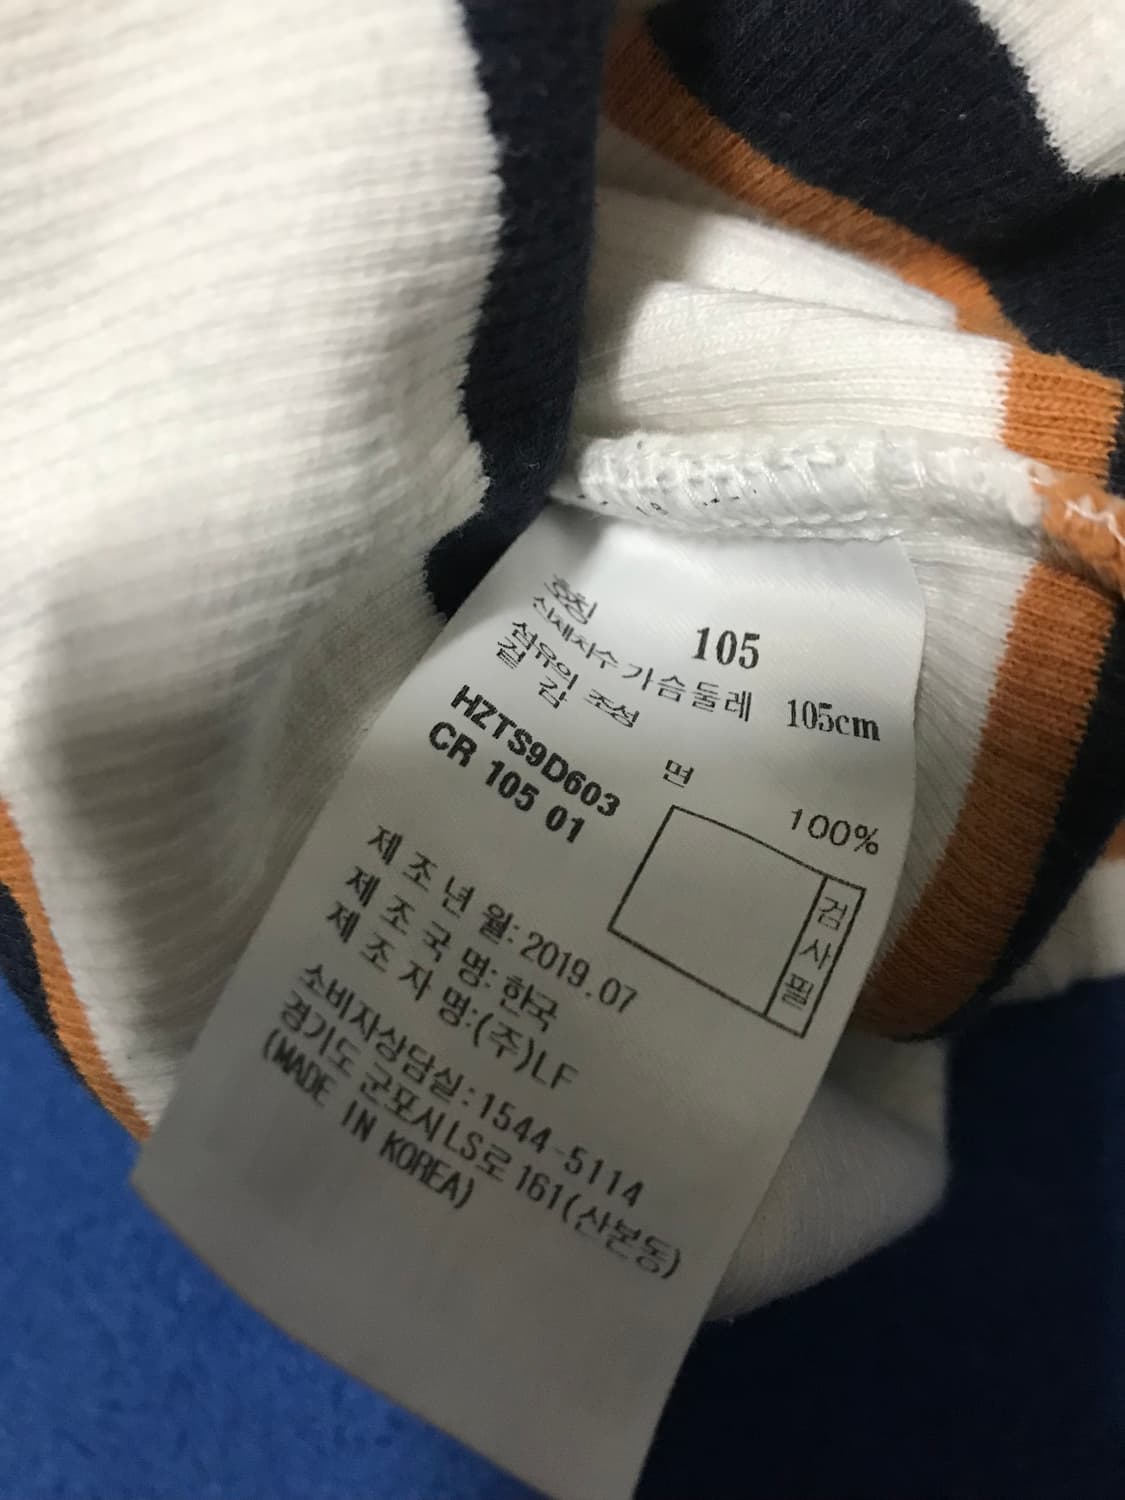 호칭 105
신체치수 가슴둘레 105cm
섬유의 조성
겉 감 면 100%
HZTS9D603
CR 105 01
검사필
제 조 년 월: 2019.07
제 조 국 명: 한국
제 조 자 명:(주)LF
소비자상담실:1544-5114
경기도 군포시LS로161(산본동)
(MADE IN KOREA)